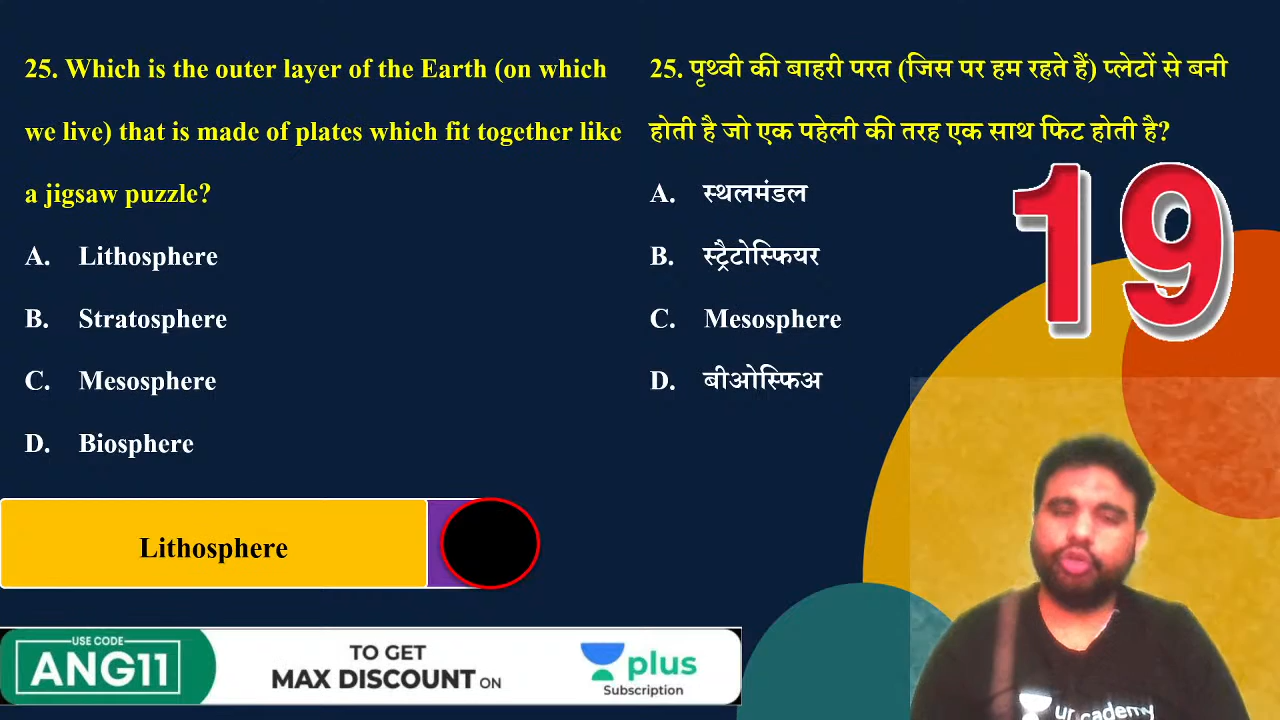 25. Which is the outer layer of the Earth (on which
we live) that is made of plates which fit together like
a jigsaw puzzle?
A. Lithosphere
B. Stratosphere
C. Mesosphere
D. Biosphere
Lithosphere
25. पृथ्वी की बाहरी परत (जिस पर हम रहते हैं) प्लेटों से बनी
होती है जो एक पहेली की तरह एक साथ फिट होती है?
A. स्थलमंडल
B. स्ट्रैटोस्फियर
C. Mesosphere
D. बीओस्फिअ
19
USE CODE
ANG11
TO GET
MAX DISCOUNT ON
plus
Subscription